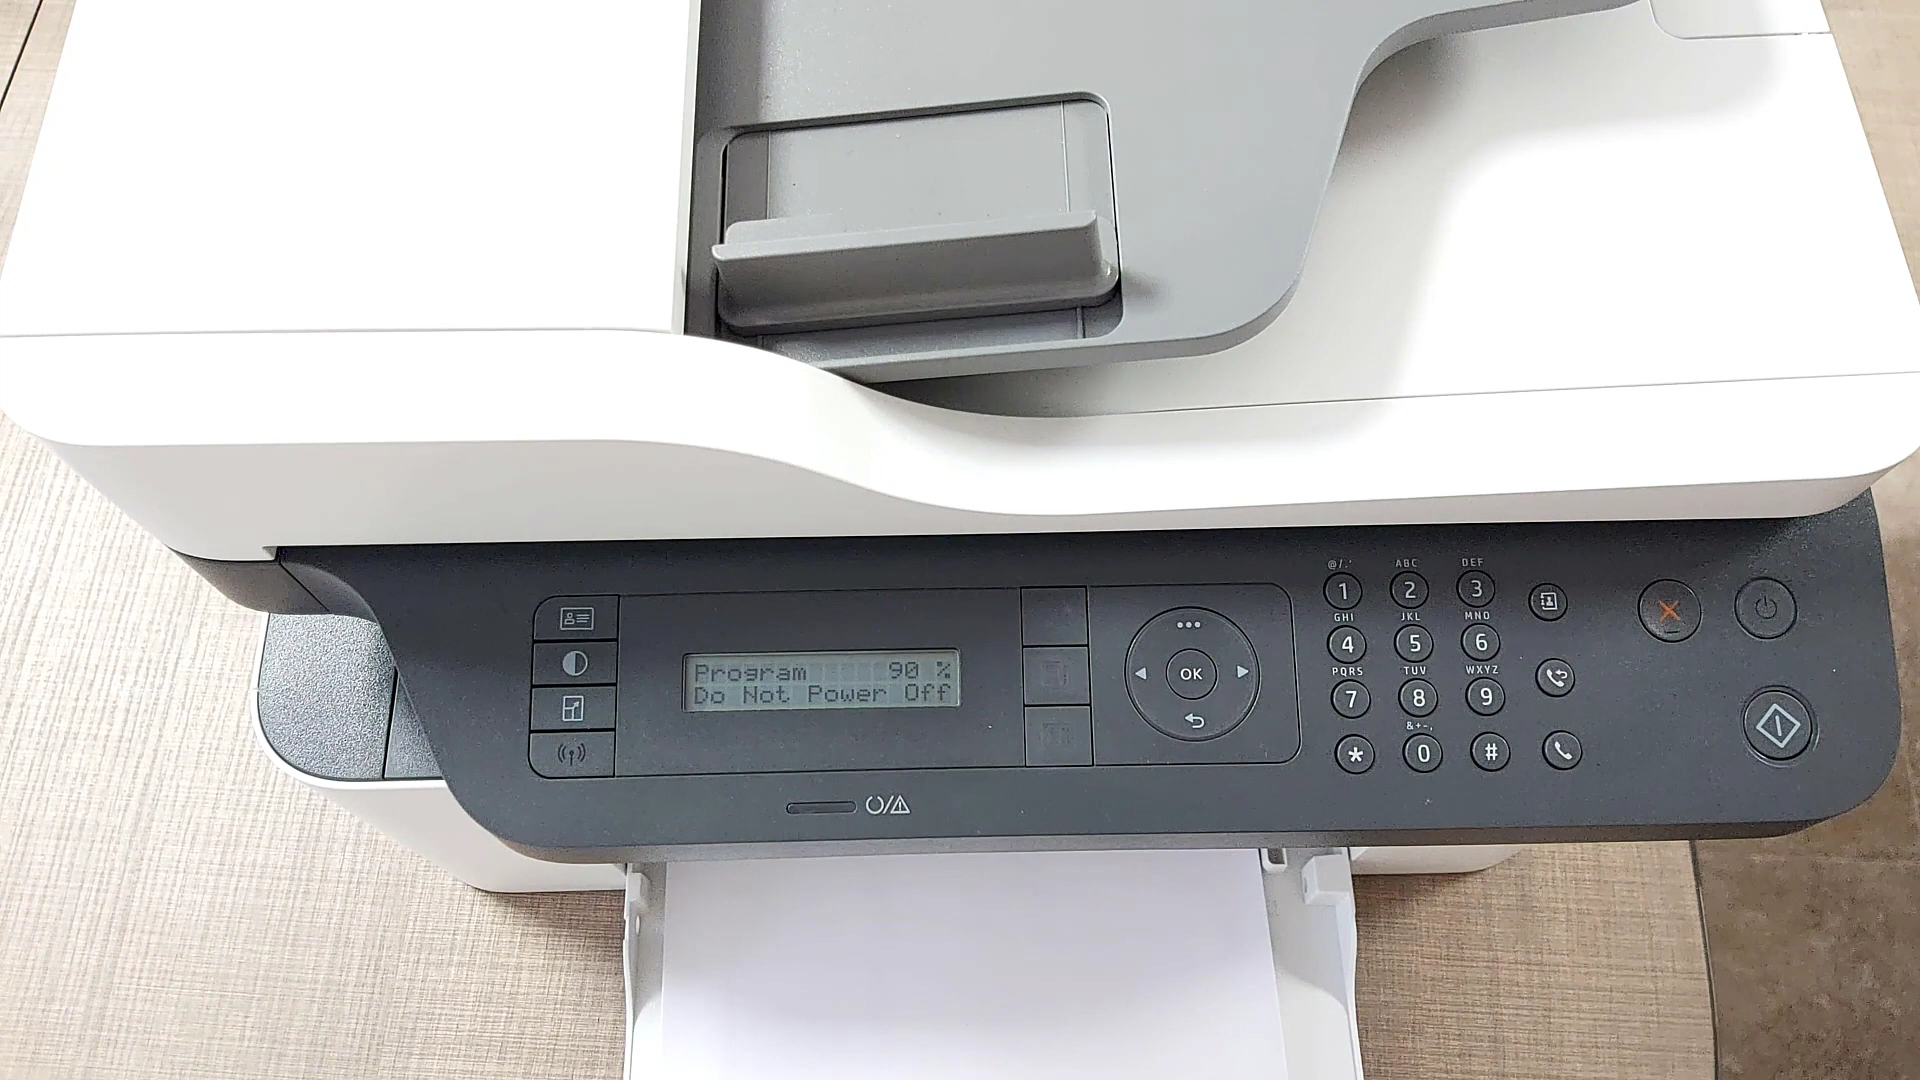 Program 90 %
Do Not Power Off
OK
@/.' ABC DEF
1 2 3
GHI JKL MNO
4 5 6
PQRS TUV WXYZ
7 8 9
&+-,
* 0 #